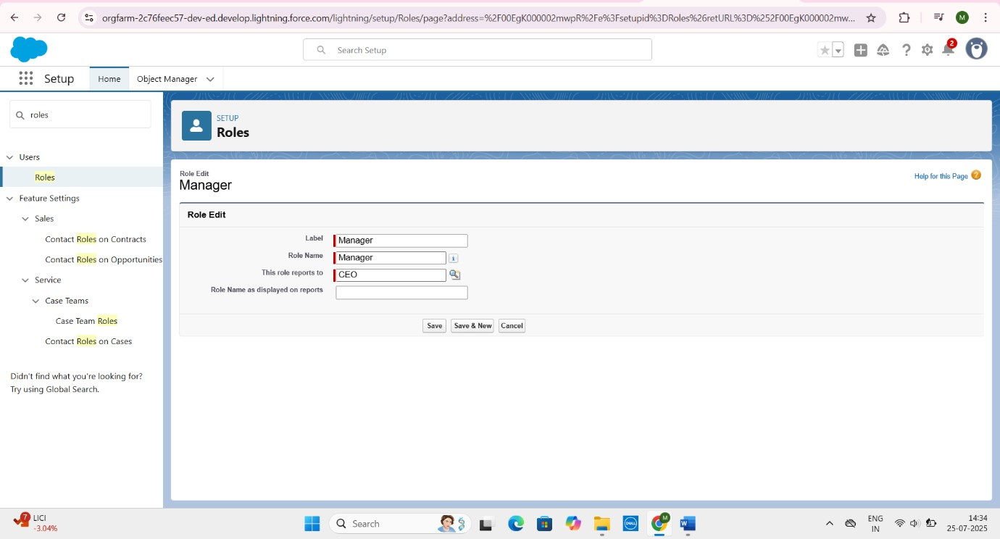 orgfarm-2c76feec57-dev-ed.develop.lightning.force.com/lightning/setup/Roles/page?address=%2F00EgK000002mwpR%2Fe%3Fsetupid%3DRoles%26retURL%3D%252F00EgK000002mw...
M
Search Setup
2
Setup
Home
Object Manager
roles
SETUP
Roles
Users
Roles
Feature Settings
Sales
Contact Roles on Contracts
Contact Roles on Opportunities
Service
Case Teams
Case Team Roles
Contact Roles on Cases
Didn't find what you're looking for?
Try using Global Search.
Role Edit
Manager
Help for this Page
Role Edit
Label Manager
Role Name Manager
This role reports to CEO
Role Name as displayed on reports
Save Save & New Cancel
7
LICI
-3.04%
Search
DELL
M
W
ENG
IN
14:34
25-07-2025